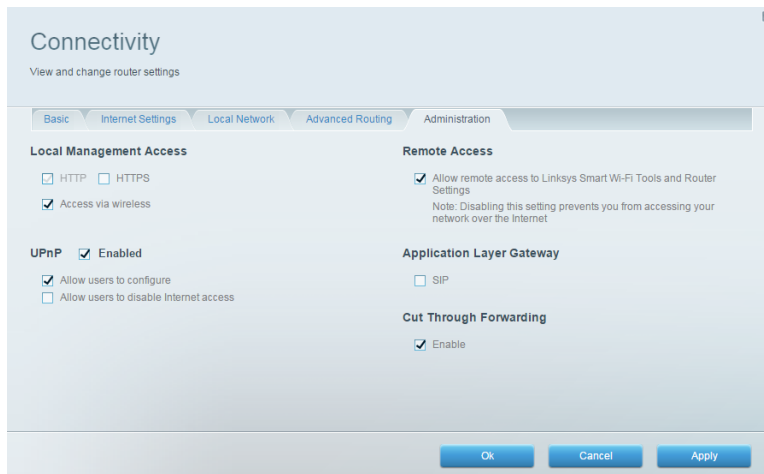 Connectivity
View and change router settings
Basic
Internet Settings
Local Network
Advanced Routing
Administration
Local Management Access
HTTP
HTTPS
Access via wireless
UPnP
Enabled
Allow users to configure
Allow users to disable Internet access
Remote Access
Allow remote access to Linksys Smart Wi-Fi Tools and Router
Settings
Note: Disabling this setting prevents you from accessing your
network over the Internet
Application Layer Gateway
SIP
Cut Through Forwarding
Enable
Ok
Cancel
Apply